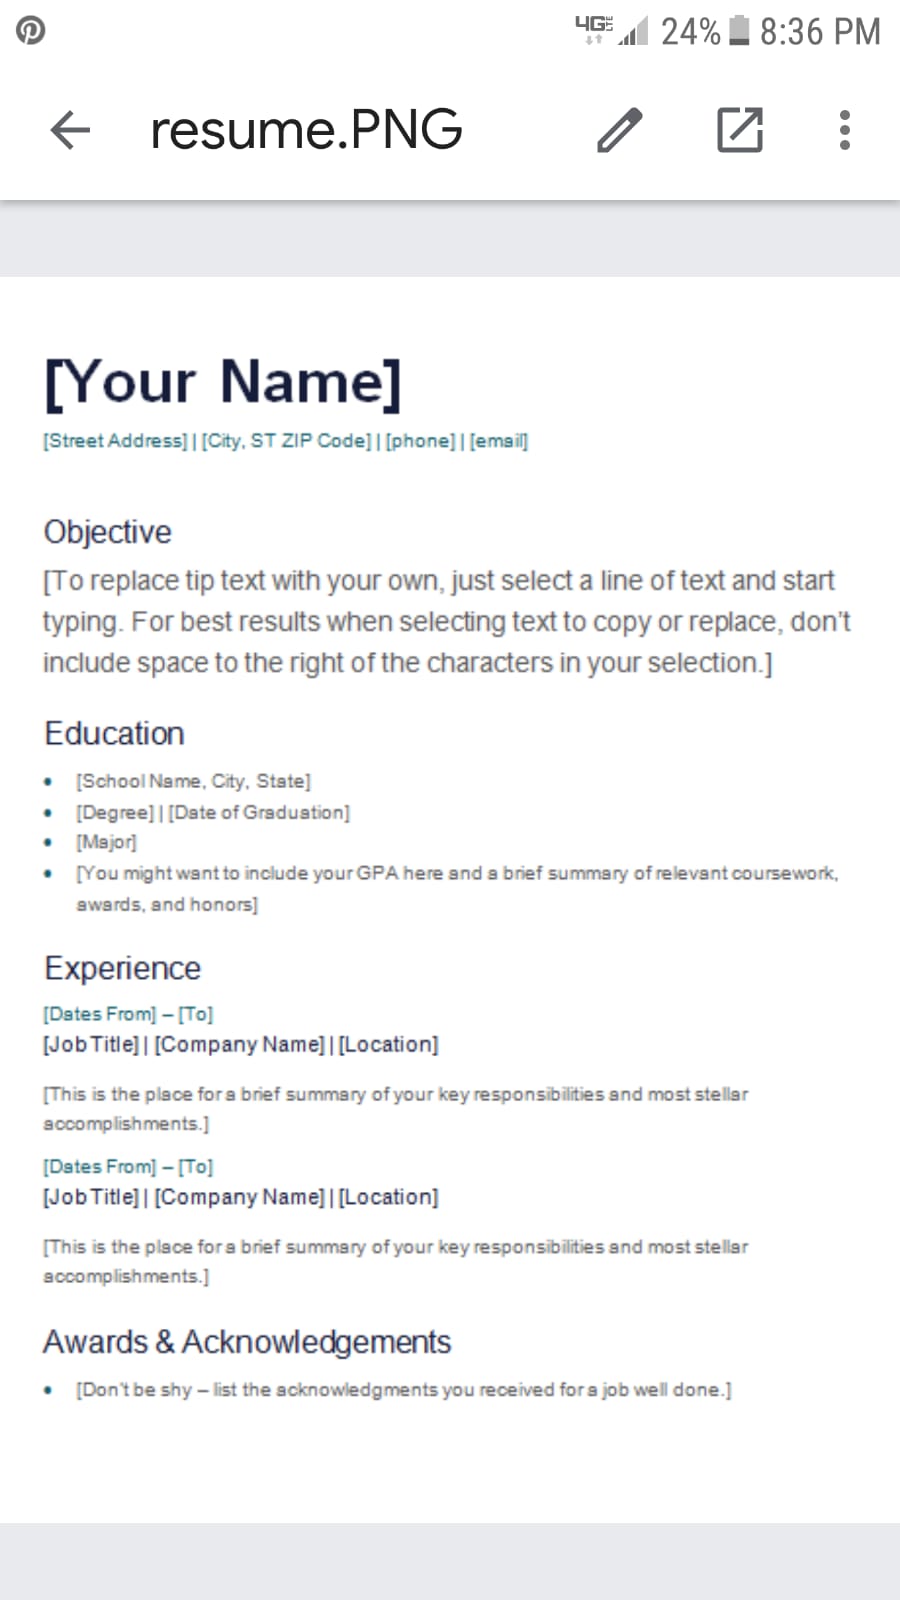 4G LTE 24% 8:36 PM
resume.PNG
[Your Name]
[Street Address] | [City, ST ZIP Code] | [phone] | [email]
Objective
[To replace tip text with your own, just select a line of text and start
typing. For best results when selecting text to copy or replace, don't
include space to the right of the characters in your selection.]
Education
• [School Name, City, State]
• [Degree] | [Date of Graduation]
• [Major]
• [You might want to include your GPA here and a brief summary of relevant coursework,
awards, and honors]
Experience
[Dates From] – [To]
[Job Title] | [Company Name] | [Location]
[This is the place for a brief summary of your key responsibilities and most stellar
accomplishments.]
[Dates From] – [To]
[Job Title] | [Company Name] | [Location]
[This is the place for a brief summary of your key responsibilities and most stellar
accomplishments.]
Awards & Acknowledgements
• [Don't be shy – list the acknowledgments you received for a job well done.]